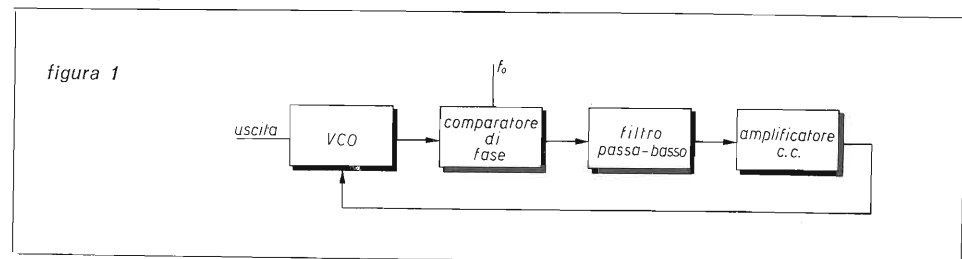 figura 1
uscita
VCO
f₀
comparatore
di
fase
filtro
passa-basso
amplificatore
c.c.